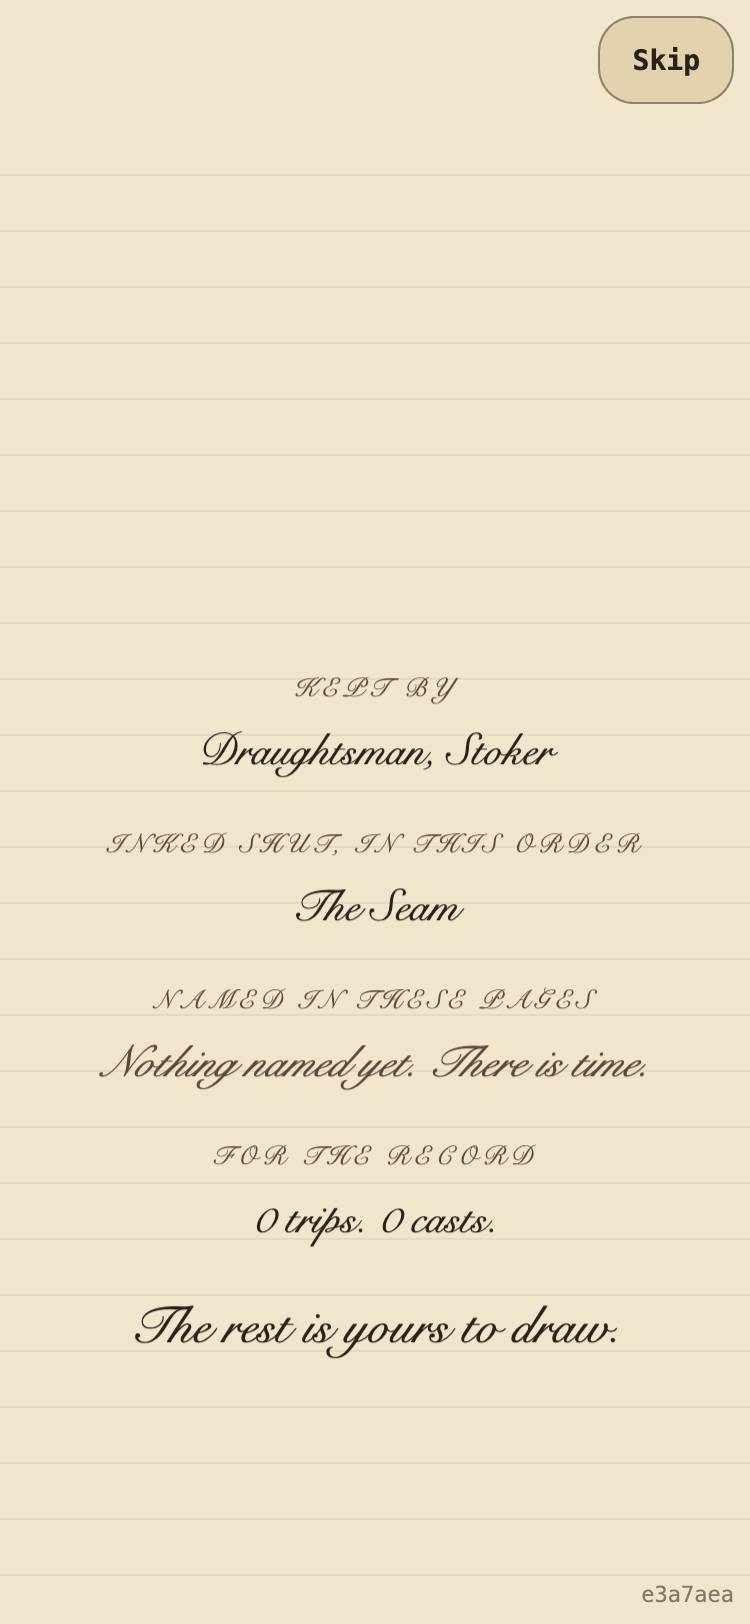 Skip
KEPT BY
Draughtsman, Stoker
INKED SHUT, IN THIS ORDER
The Seam
NAMED IN THESE PAGES
Nothing named yet. There is time.
FOR THE RECORD
0 trips. 0 casts.
The rest is yours to draw.
e3a7aea